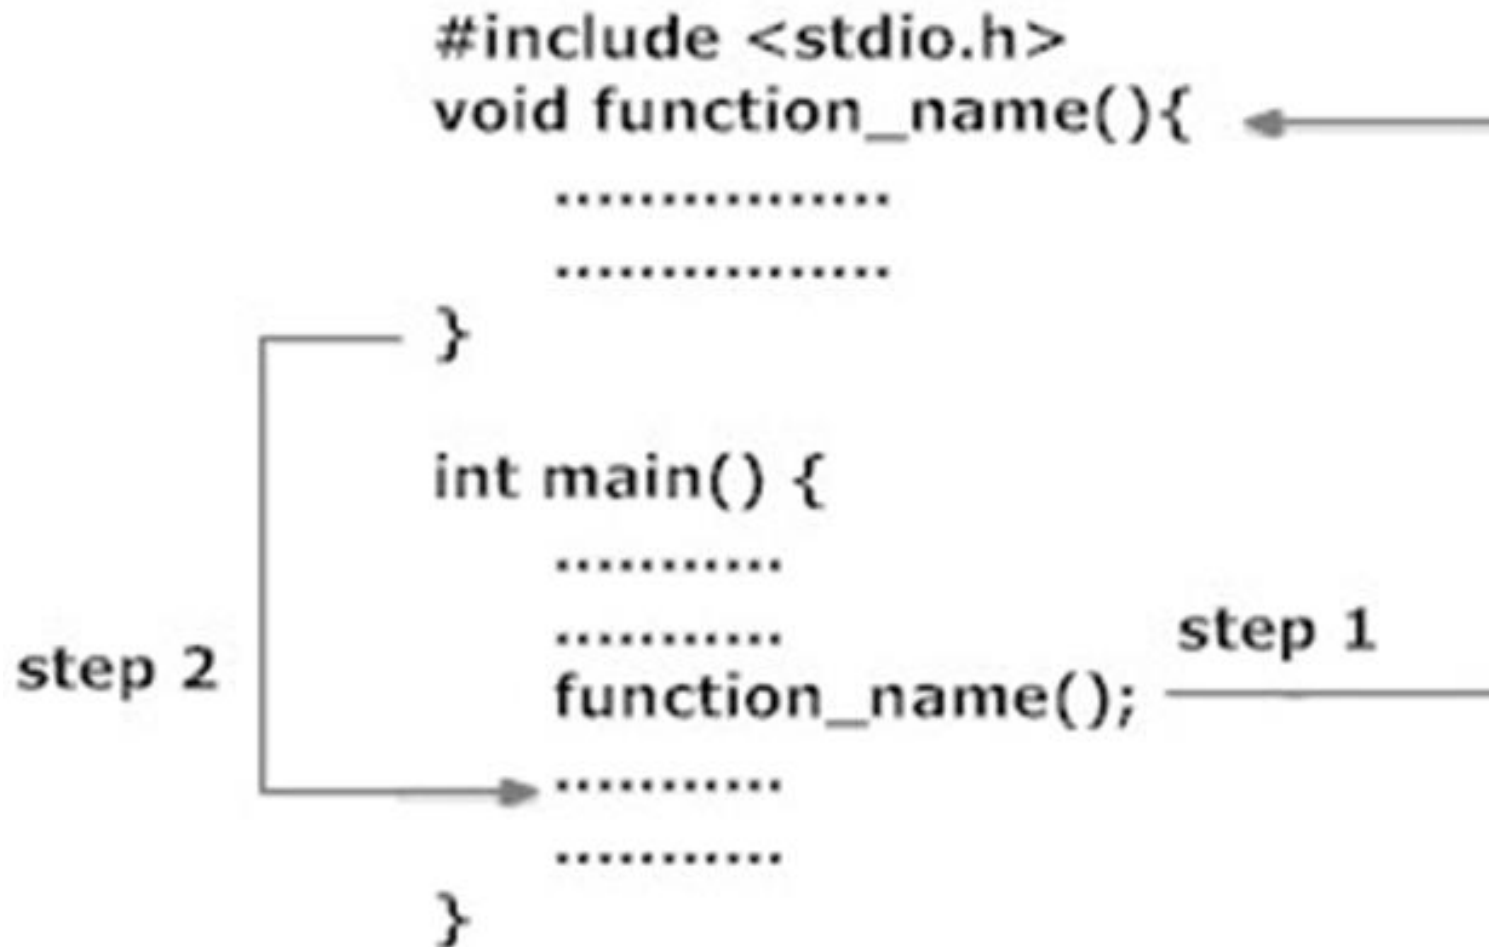 #include <stdio.h>
void function_name(){
................
................
}
int main() {
...........
...........
step 1
step 2
function_name();
...........
...........
}